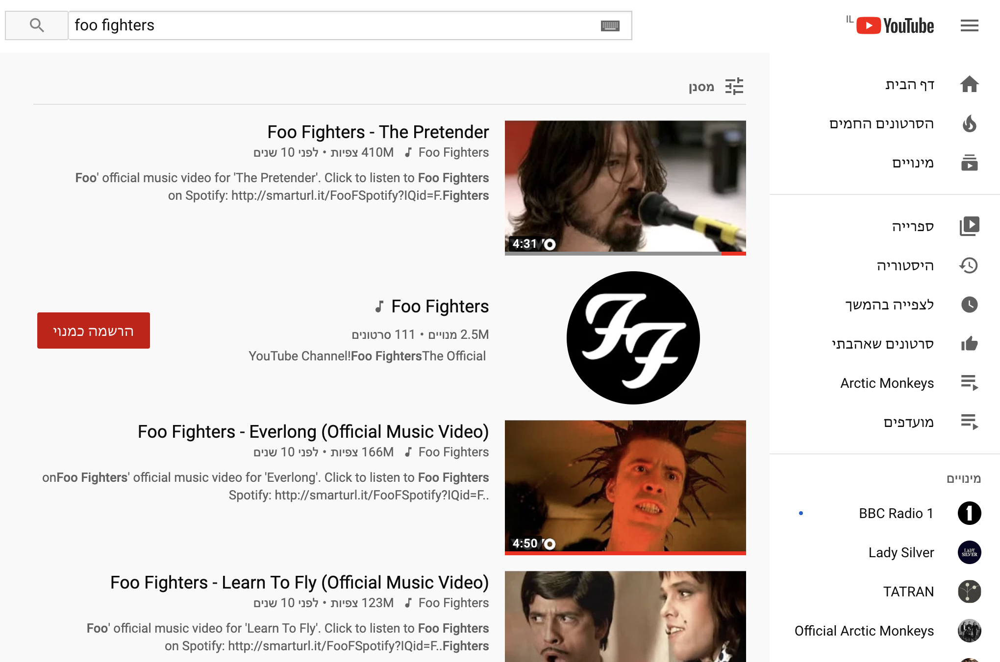 foo fighters
IL YouTube
דף הבית
הסרטונים החמים
מינויים
ספרייה
היסטוריה
לצפייה בהמשך
סרטונים שאהבתי
Arctic Monkeys
מועדפים
מינויים
BBC Radio 1
Lady Silver
TATRAN
Official Arctic Monkeys
מסנן
Foo Fighters - The Pretender
Foo Fighters 410M צפיות • לפני 10 שנים
Foo' official music video for 'The Pretender'. Click to listen to Foo Fighters
on Spotify: http://smarturl.it/FooFSpotify?IQid=F.Fighters
4:31
Foo Fighters
2.5M מנויים • 111 סרטונים
YouTube Channel!Foo FightersThe Official
הרשמה כמנוי
Foo Fighters - Everlong (Official Music Video)
Foo Fighters 166M צפיות • לפני 10 שנים
onFoo Fighters' official music video for 'Everlong'. Click to listen to Foo Fighters
Spotify: http://smarturl.it/FooFSpotify?IQid=F..
4:50
Foo Fighters - Learn To Fly (Official Music Video)
Foo Fighters 123M צפיות • לפני 10 שנים
Foo' official music video for 'Learn To Fly'. Click to listen to Foo Fighters
on Spotify: http://smarturl.it/FooFSpotify?IQid=F..Fighters
FF
1
LADY
SILVER